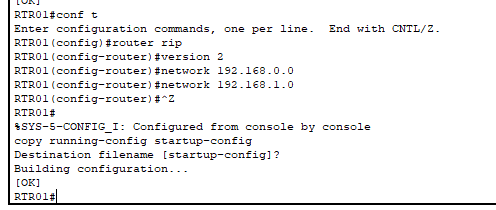 [OK]
RTR01#conf t
Enter configuration commands, one per line.  End with CNTL/Z.
RTR01(config)#router rip
RTR01(config-router)#version 2
RTR01(config-router)#network 192.168.0.0
RTR01(config-router)#network 192.168.1.0
RTR01(config-router)#^Z
RTR01#
%SYS-5-CONFIG_I: Configured from console by console
copy running-config startup-config
Destination filename [startup-config]?
Building configuration...
[OK]
RTR01#